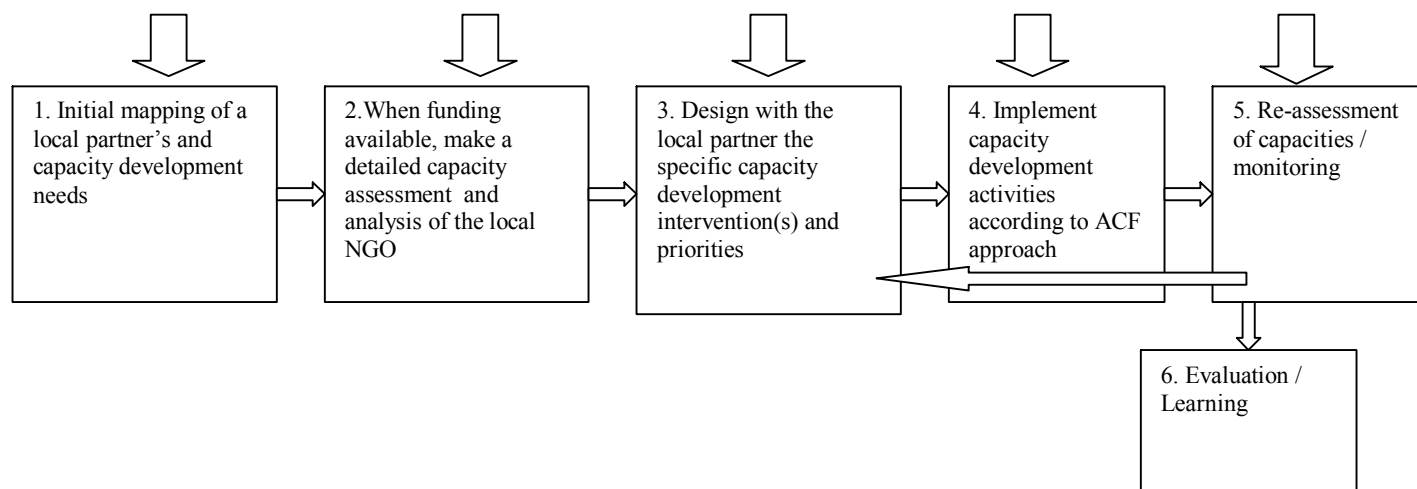 1. Initial mapping of a
local partner's and
capacity development
needs
2.When funding
available, make a
detailed capacity
assessment  and
analysis of the local
NGO
3. Design with the
local partner the
specific capacity
development
intervention(s) and
priorities
4. Implement
capacity
development
activities
according to ACF
approach
5. Re-assessment
of capacities /
monitoring
6. Evaluation /
Learning